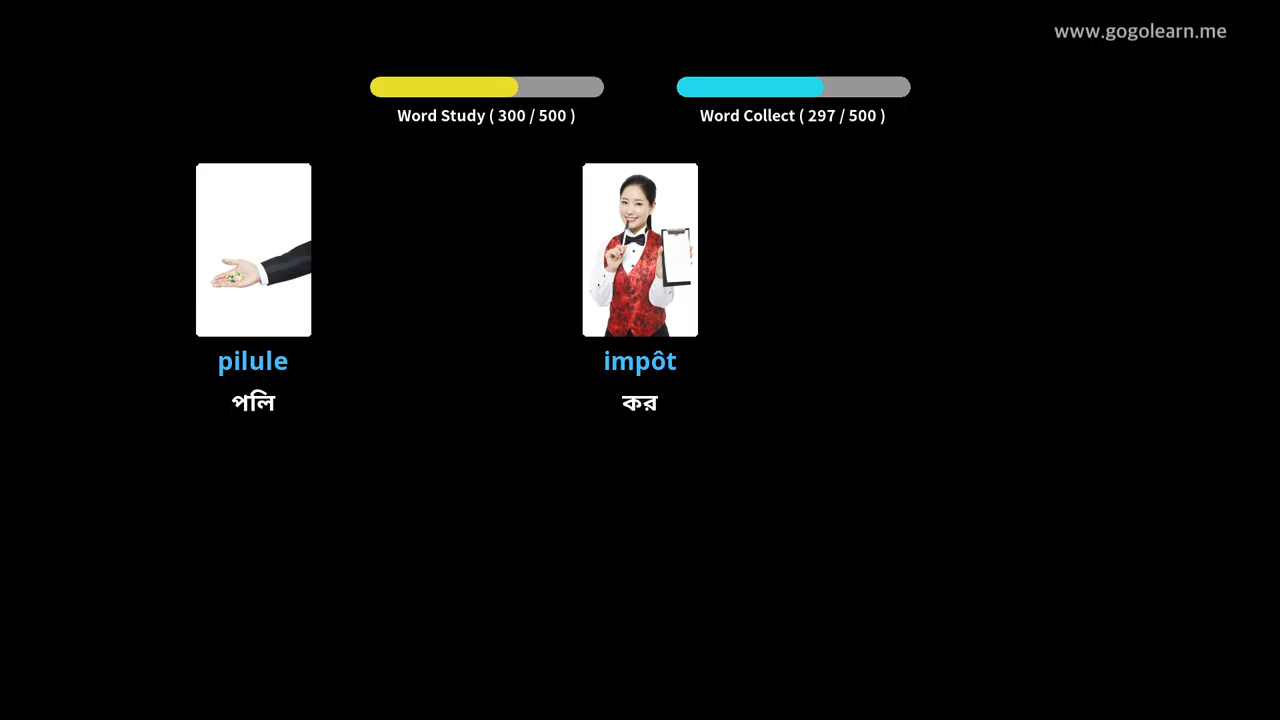 www.gogolearn.me
Word Study ( 300 / 500 )
Word Collect ( 297 / 500 )
pilule
পলি
impôt
কর